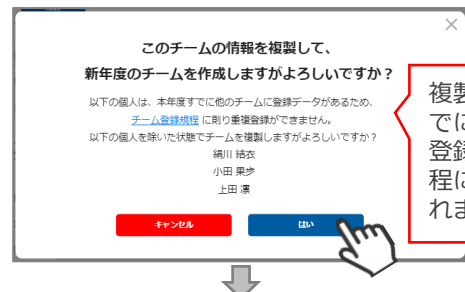 このチームの情報を複製して、
新年度のチームを作成しますがよろしいですか？
以下の個人は、本年度すでに他のチームに登録データがあるため、
チーム登録規程 に則り重複登録ができません。
以下の個人を除いた状態でチームを複製しますがよろしいですか？
絹川 結衣
小田 果歩
上田 凛
キャンセル
はい
複製
でに
登録
程に
れま